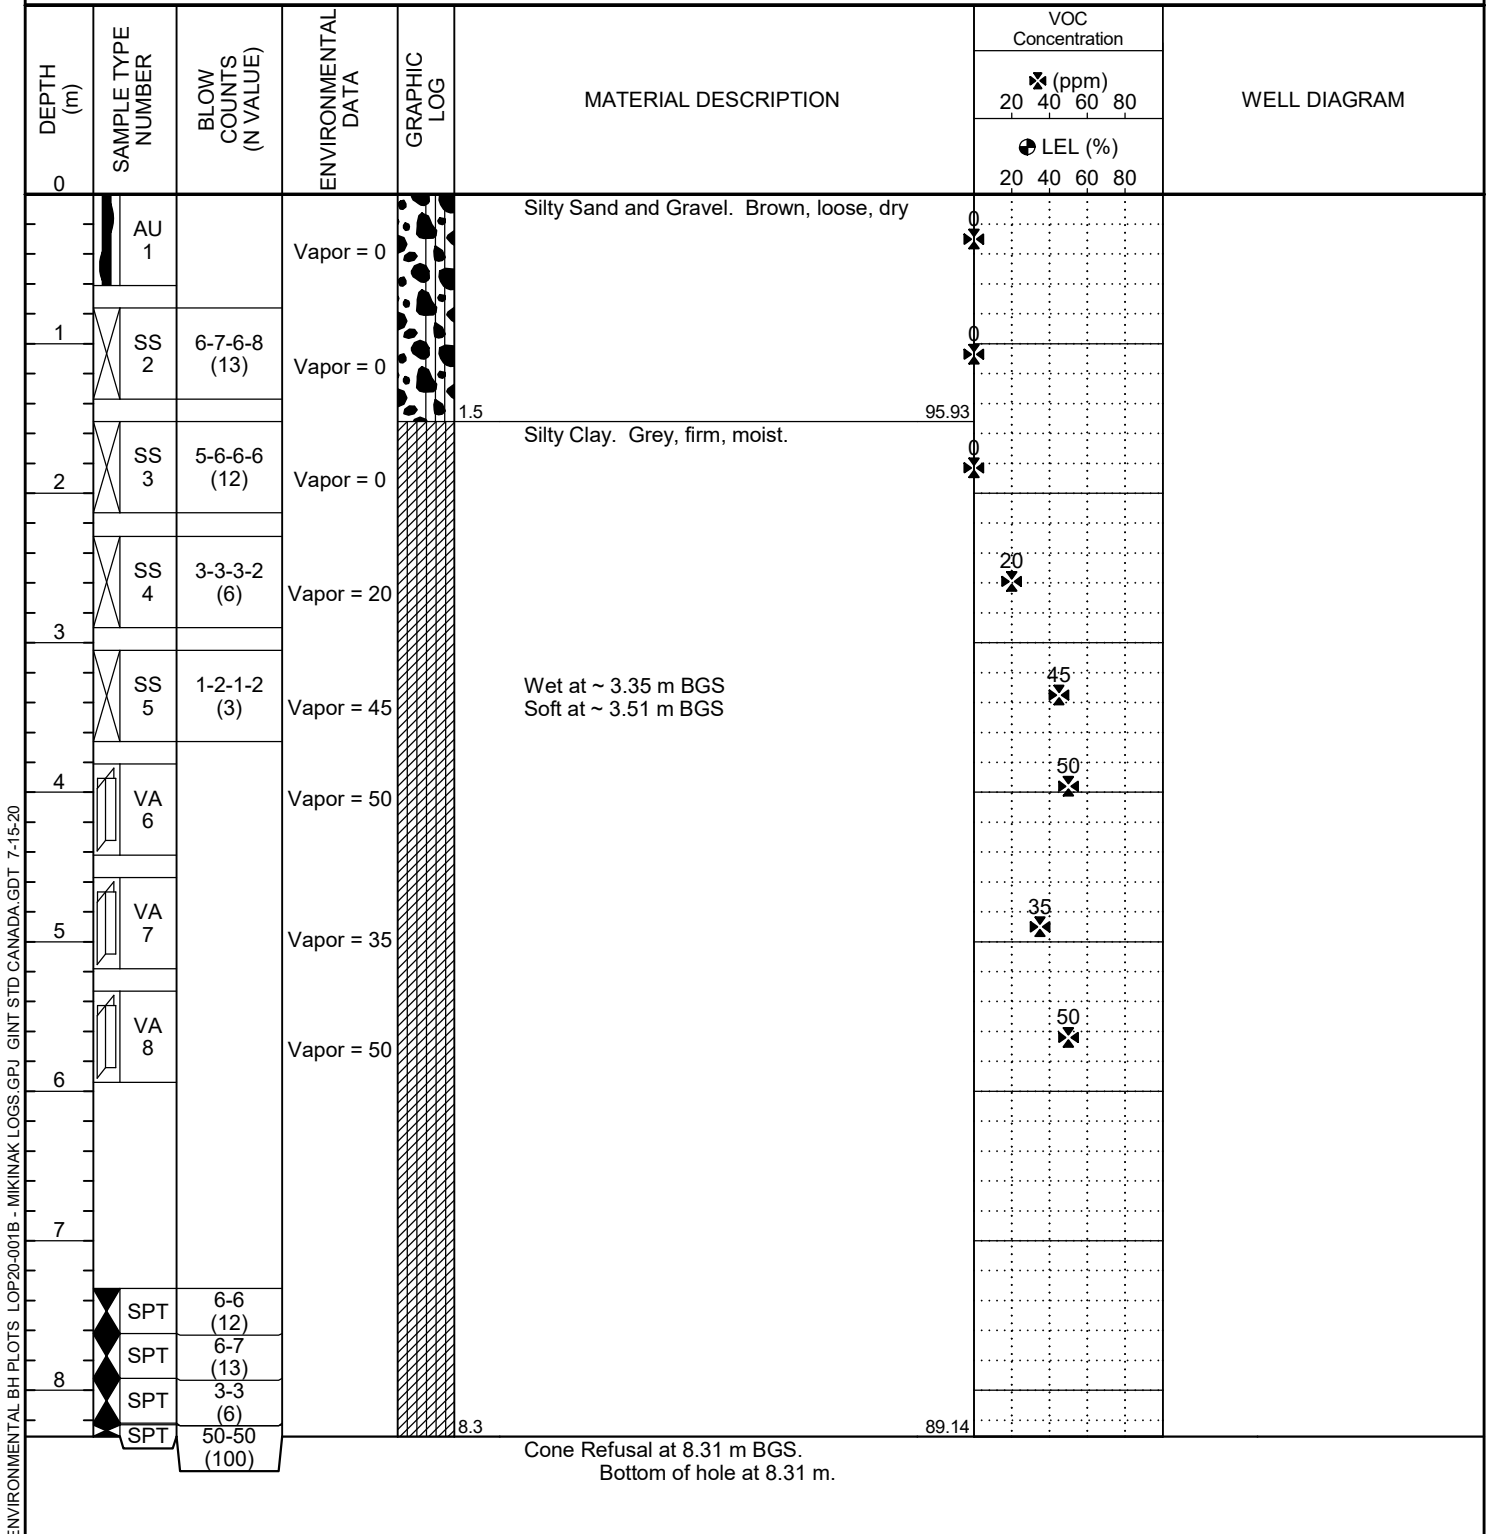 DEPTH
(m)
SAMPLE TYPE
NUMBER
BLOW
COUNTS
(N VALUE)
ENVIRONMENTAL
DATA
GRAPHIC
LOG
MATERIAL DESCRIPTION
VOC
Concentration
(ppm)
20 40 60 80
LEL (%)
20 40 60 80
WELL DIAGRAM
0
AU
1
Vapor = 0
Silty Sand and Gravel. Brown, loose, dry
0
1
SS
2
6-7-6-8
(13)
Vapor = 0
0
1.5
95.93
Silty Clay. Grey, firm, moist.
SS
3
5-6-6-6
(12)
Vapor = 0
0
2
SS
4
3-3-3-2
(6)
Vapor = 20
20
3
SS
5
1-2-1-2
(3)
Vapor = 45
Wet at ~ 3.35 m BGS
Soft at ~ 3.51 m BGS
45
4
VA
6
Vapor = 50
50
VA
7
Vapor = 35
35
5
VA
8
Vapor = 50
50
6
7
SPT
6-6
(12)
SPT
6-7
(13)
8
SPT
3-3
(6)
SPT
50-50
(100)
8.3
89.14
Cone Refusal at 8.31 m BGS.
Bottom of hole at 8.31 m.
ENVIRONMENTAL BH PLOTS LOP20-001B - MIKINAK LOGS.GPJ GINT STD CANADA.GDT 7-15-20